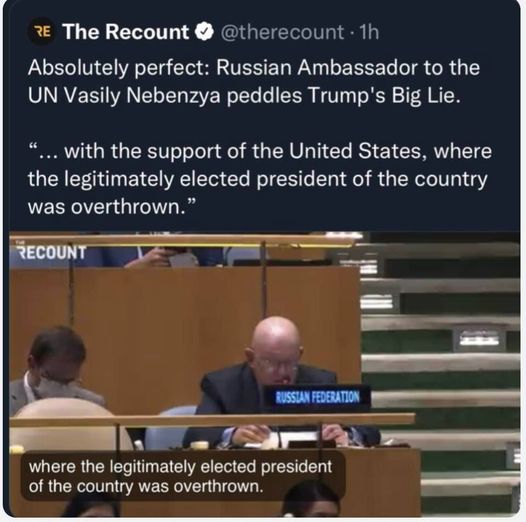 RE The Recount @therecount · 1h
Absolutely perfect: Russian Ambassador to the
UN Vasily Nebenzya peddles Trump's Big Lie.
“... with the support of the United States, where
the legitimately elected president of the country
was overthrown.”
THE
RECOUNT
RUSSIAN FEDERATION
where the legitimately elected president
of the country was overthrown.